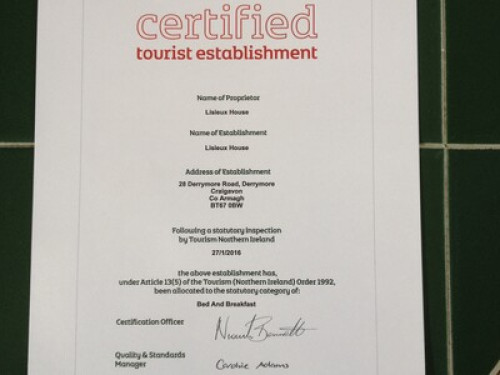 certified
tourist establishment
Name of Proprietor
Lisieux House
Name of Establishment
Lisieux House
Address of Establishment
28 Derrymore Road, Derrymore
Craigavon
Co Armagh
BT67 0BW
Following a statutory inspection
by Tourism Northern Ireland
27/1/2016
the above establishment has,
under Article 13(5) of the Tourism (Northern Ireland) Order 1992,
been allocated to the statutory category of:
Bed And Breakfast
Certification Officer
Quality & Standards
Manager Caroline Adams